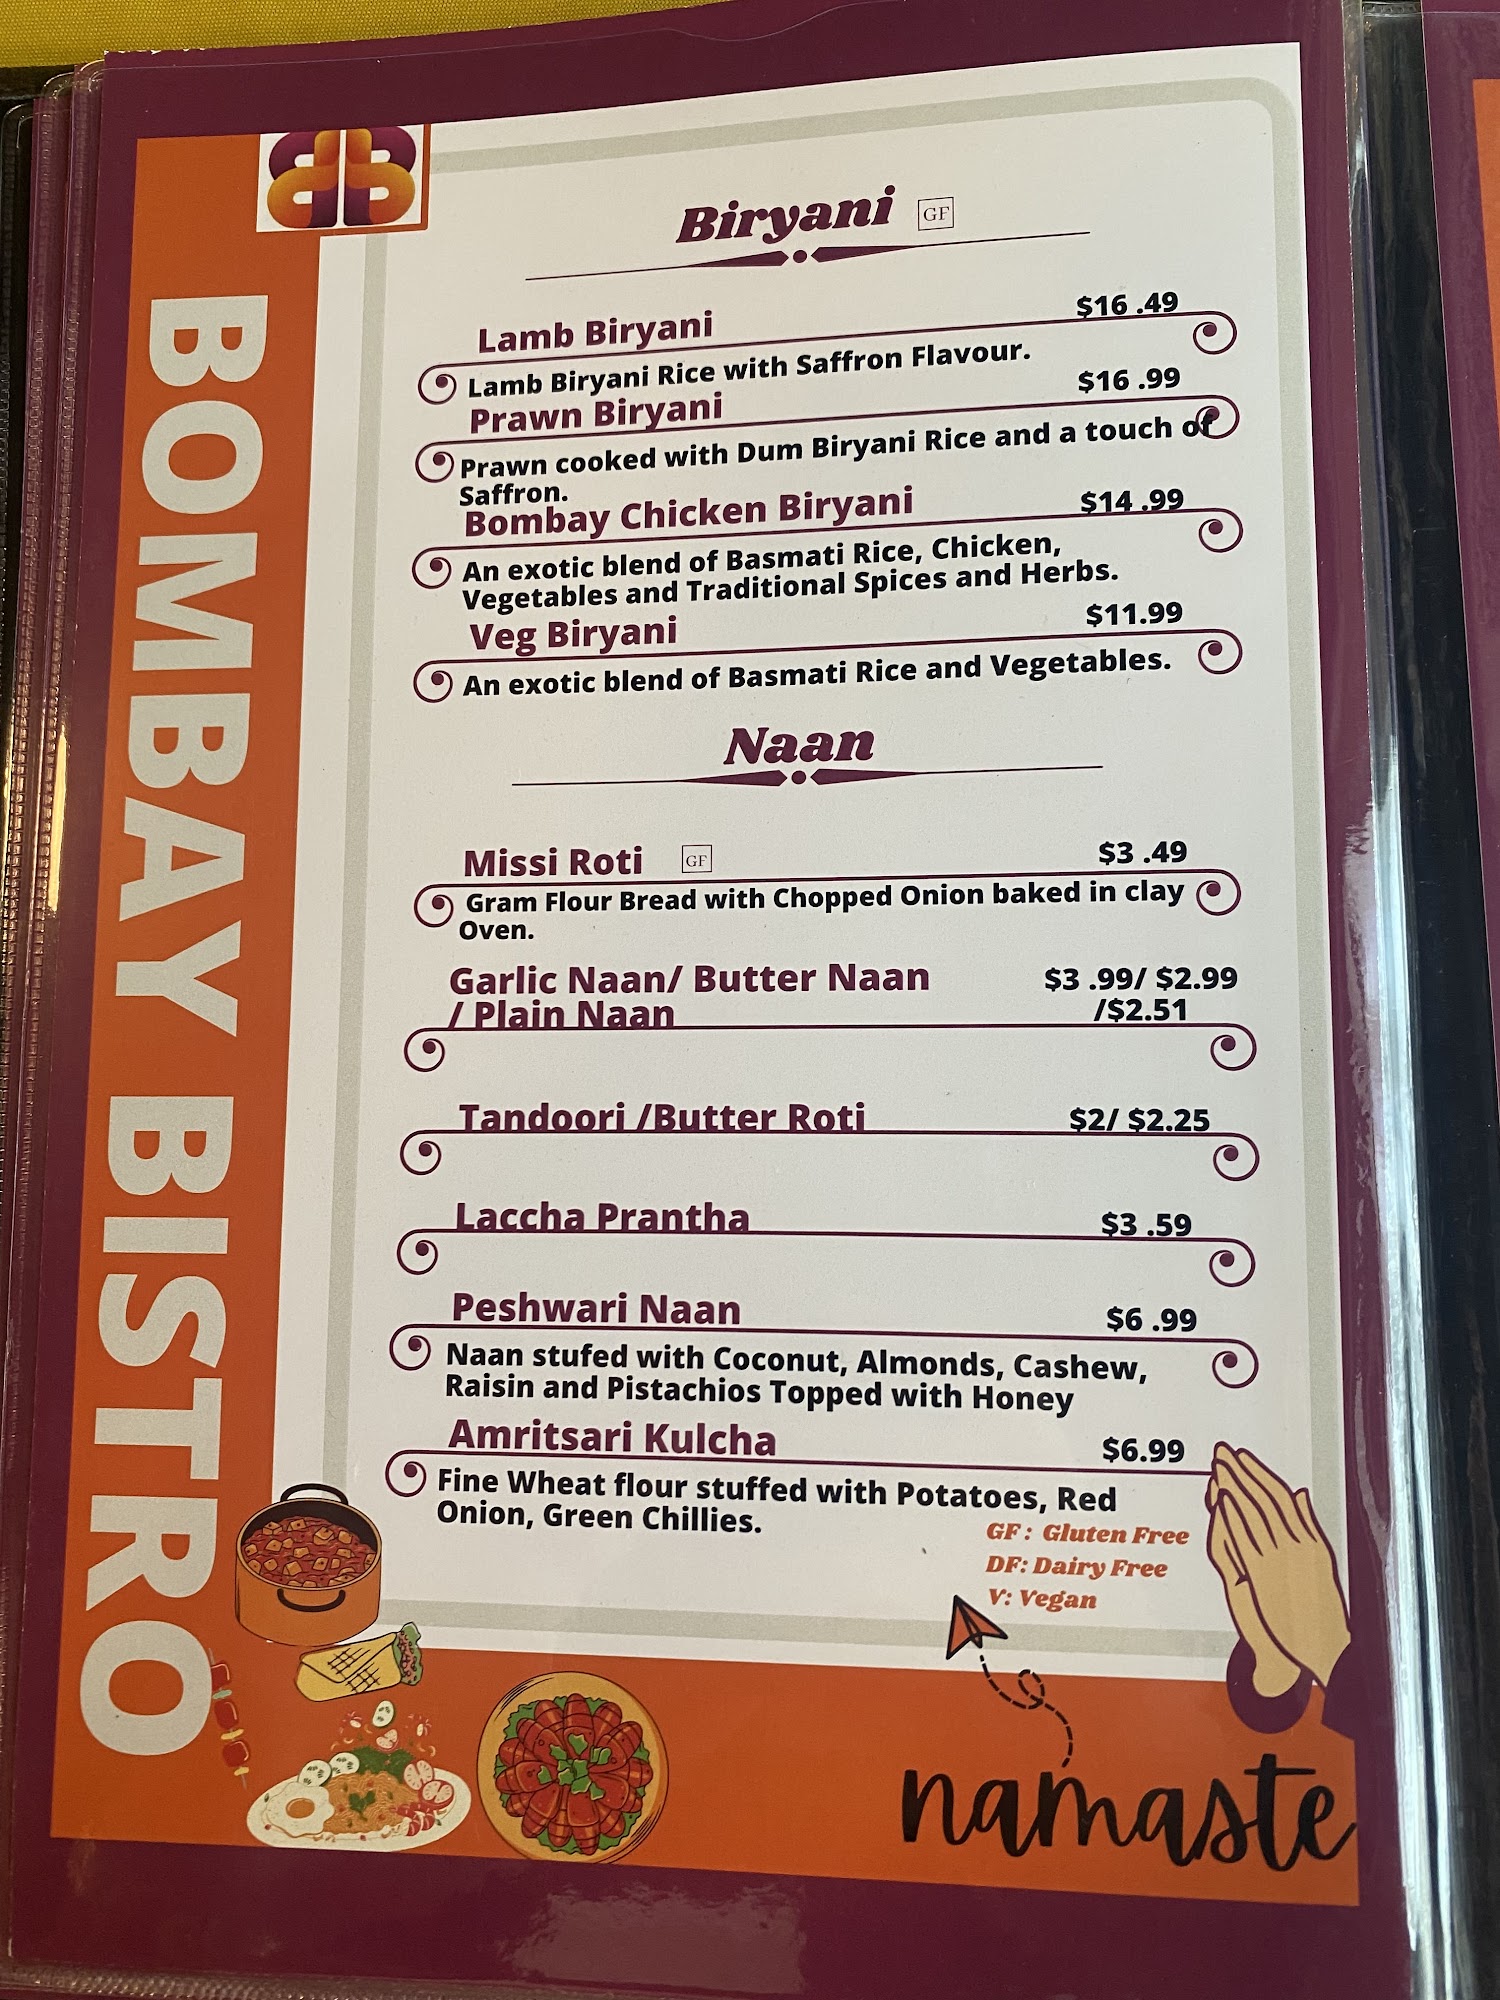 BOMBAY BISTRO
Biryani GF
Lamb Biryani $16 .49
Lamb Biryani Rice with Saffron Flavour.
Prawn Biryani $16 .99
Prawn cooked with Dum Biryani Rice and a touch of
Saffron.
Bombay Chicken Biryani $14 .99
An exotic blend of Basmati Rice, Chicken,
Vegetables and Traditional Spices and Herbs.
Veg Biryani $11.99
An exotic blend of Basmati Rice and Vegetables.
Naan
Missi Roti GF $3 .49
Gram Flour Bread with Chopped Onion baked in clay
Oven.
Garlic Naan/ Butter Naan $3 .99/ $2.99
/ Plain Naan /$2.51
Tandoori /Butter Roti $2/ $2.25
Laccha Prantha $3 .59
Peshwari Naan $6 .99
Naan stufed with Coconut, Almonds, Cashew,
Raisin and Pistachios Topped with Honey
Amritsari Kulcha $6.99
Fine Wheat flour stuffed with Potatoes, Red
Onion, Green Chillies.
GF : Gluten Free
DF: Dairy Free
V: Vegan
namaste